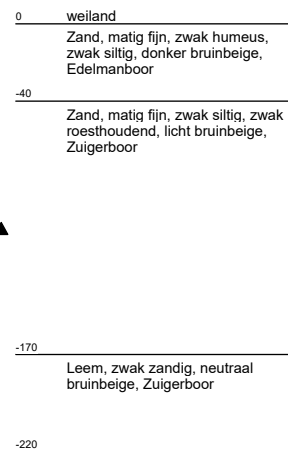 0 weiland
Zand, matig fijn, zwak humeus,
zwak siltig, donker bruinbeige,
Edelmanboor
-40
Zand, matig fijn, zwak siltig, zwak
roesthoudend, licht bruinbeige,
Zuigerboor
-170
Leem, zwak zandig, neutraal
bruinbeige, Zuigerboor
-220